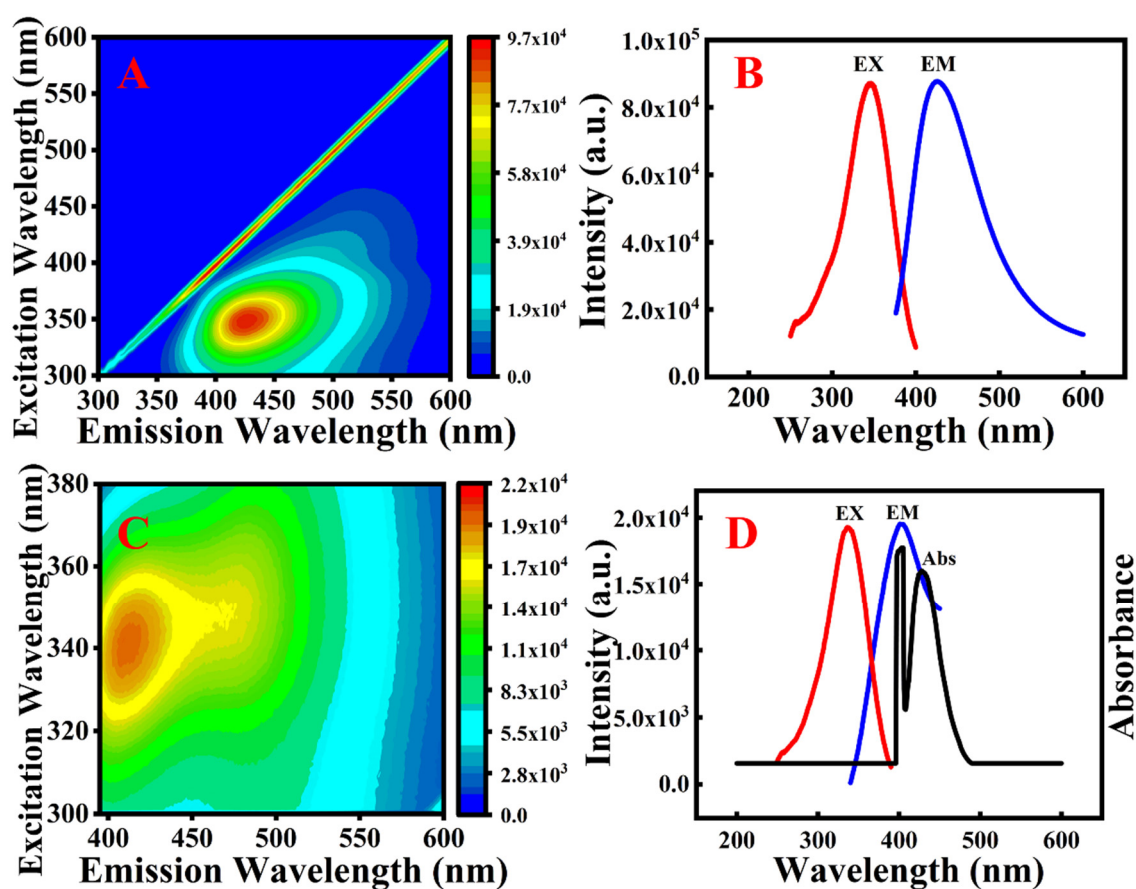 A
Excitation Wavelength (nm)
600
550
500
450
400
350
300
300 350 400 450 500 550 600
Emission Wavelength (nm)
9.7x10⁴
7.7x10⁴
5.8x10⁴
3.9x10⁴
1.9x10⁴
0.0
B
EX EM
Intensity (a.u.)
1.0x10⁵
8.0x10⁴
6.0x10⁴
4.0x10⁴
2.0x10⁴
0.0
200 300 400 500 600
Wavelength (nm)
C
Excitation Wavelength (nm)
380
360
340
320
300
400 450 500 550 600
Emission Wavelength (nm)
2.2x10⁴
1.9x10⁴
1.7x10⁴
1.4x10⁴
1.1x10⁴
8.3x10³
5.5x10³
2.8x10³
0.0
D
EX EM
Abs
Intensity (a.u.)
2.0x10⁴
1.5x10⁴
1.0x10⁴
5.0x10³
0.0
200 300 400 500 600
Wavelength (nm)
Absorbance